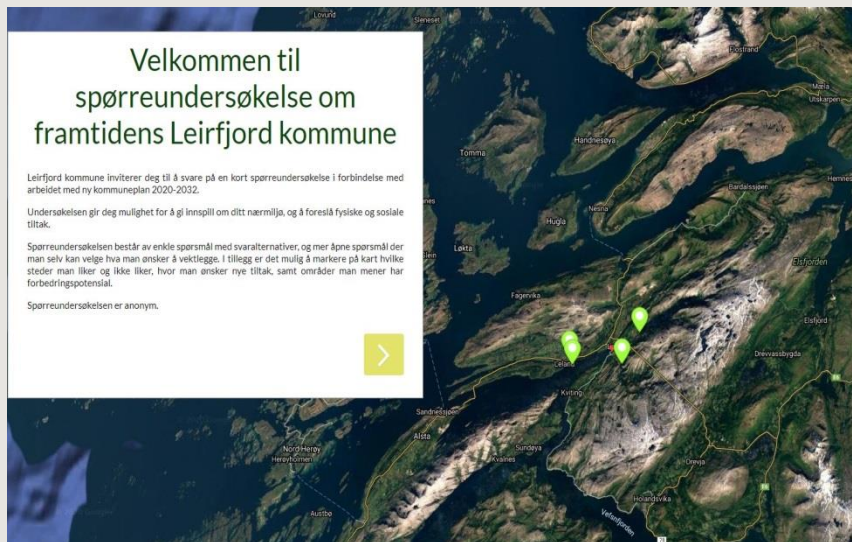 Velkommen til
spørreundersøkelse om
framtidens Leirfjord kommune
Leirfjord kommune inviterer deg til å svare på en kort spørreundersøkelse i forbindelse med
arbeidet med ny kommuneplan 2020-2032.
Undersøkelsen gir deg mulighet for å gi innspill om ditt nærmiljø, og å foreslå fysiske og sosiale
tiltak.
Spørreundersøkelsen består av enkle spørsmål med svaralternativer, og mer åpne spørsmål der
man selv kan velge hva man ønsker å vektlegge. I tillegg er det mulig å markere på kart hvilke
steder man liker og ikke liker, hvor man ønsker nye tiltak, samt områder man mener har
forbedringspotensial.
Spørreundersøkelsen er anonym.
Lovund
Sleneset
Flostrand
Mæla
Utskarpen
Handnesøya
Tomma
Hemnes
Bardalssjøen
Nesna
Hugla
Løkta
Elsfjorden
Fagervika
Elsfjord
Leland
Drevvassbygda
Kviting
Sandnessjøen
Alsta
Nord-Herøy
Herøyholmen
Sundøya
Kvalnes
Drevja
Holandsvika
Austbø
Vefsnfjorden